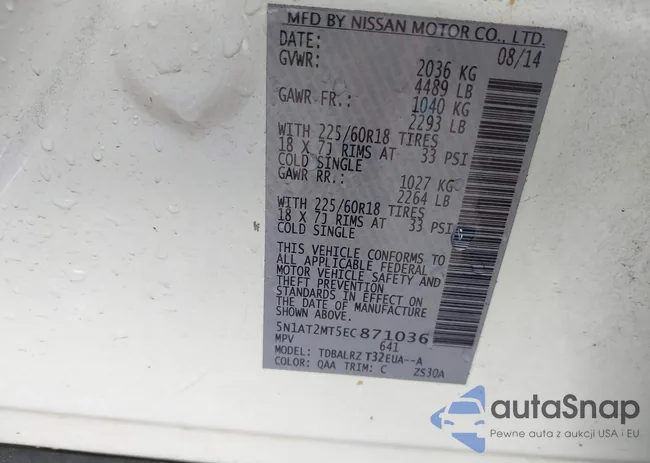 MFD BY NISSAN MOTOR CO., LTD.
DATE: 08/14
GVWR: 2036 KG
4489 LB
GAWR FR.: 1040 KG
2293 LB
WITH 225/60R18 TIRES
18 X 7J RIMS AT 33 PSI
COLD SINGLE
GAWR RR.: 1027 KG
2264 LB
WITH 225/60R18 TIRES
18 X 7J RIMS AT 33 PSI
COLD SINGLE
THIS VEHICLE CONFORMS TO
ALL APPLICABLE FEDERAL
MOTOR VEHICLE SAFETY AND
THEFT PREVENTION
STANDARDS IN EFFECT ON
THE DATE OF MANUFACTURE
SHOWN ABOVE.
5N1AT2MT5EC871036
MPV 641
MODEL: TDBALRZ T32EUA--A
COLOR: QAA TRIM: C ZS30A
autaSnap
Pewne auta z aukcji USA i EU